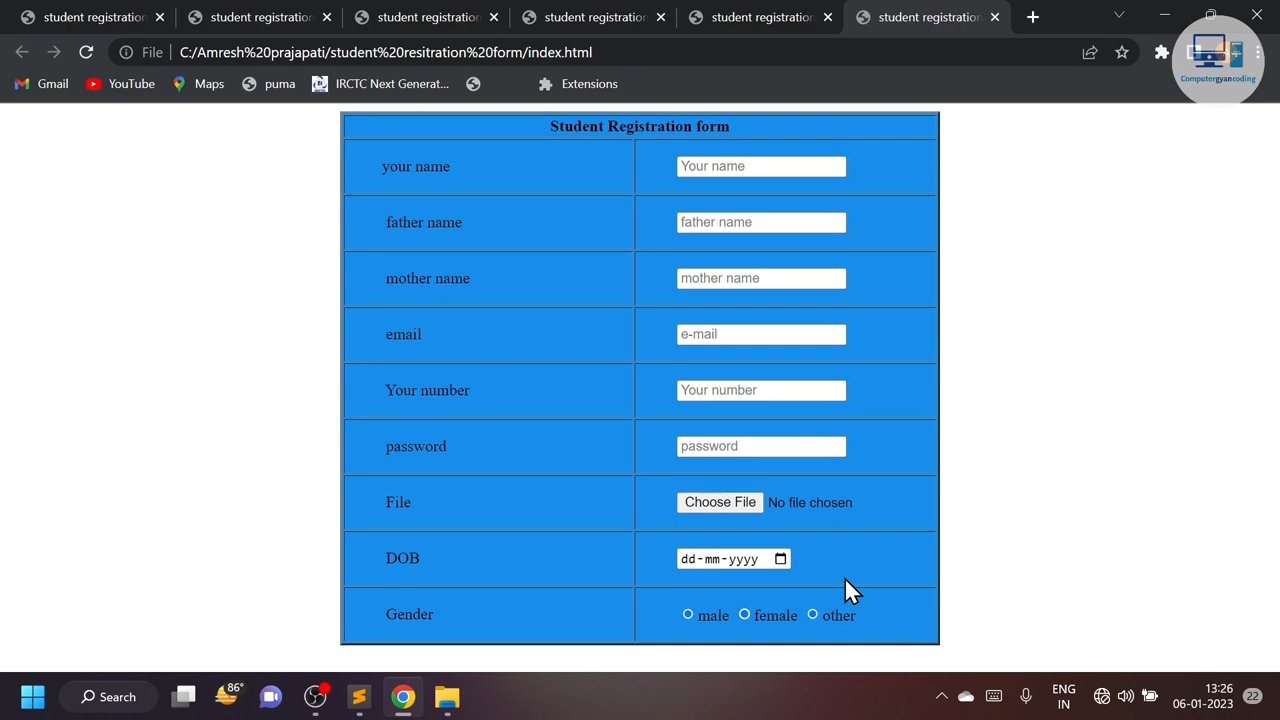 student registration
student registration
student registration
student registration
student registration
student registration
File
C:/Amresh%20prajapati/student%20resitration%20form/index.html
Gmail
YouTube
Maps
puma
IRCTC Next Generat...
Extensions
Computergyancoding
Student Registration form
your name
Your name
father name
father name
mother name
mother name
email
e-mail
Your number
Your number
password
password
File
Choose File No file chosen
DOB
dd-mm-yyyy
Gender
male female other
86°
Search
ENG
IN
13:26
06-01-2023
22